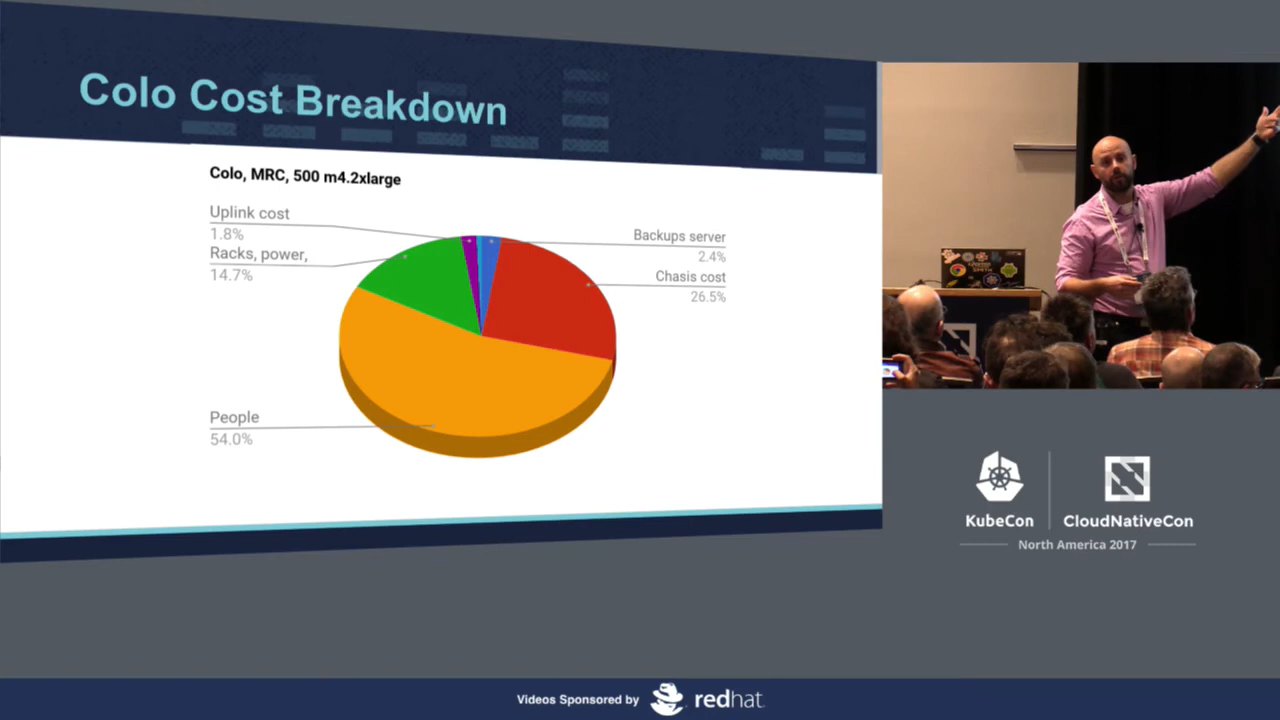 Colo Cost Breakdown
Colo, MRC, 500 m4.2xlarge
Uplink cost
1.8%
Racks, power,
14.7%
People
54.0%
Backups server
2.4%
Chasis cost
26.5%
KubeCon
CloudNativeCon
North America 2017
Videos Sponsored by redhat.